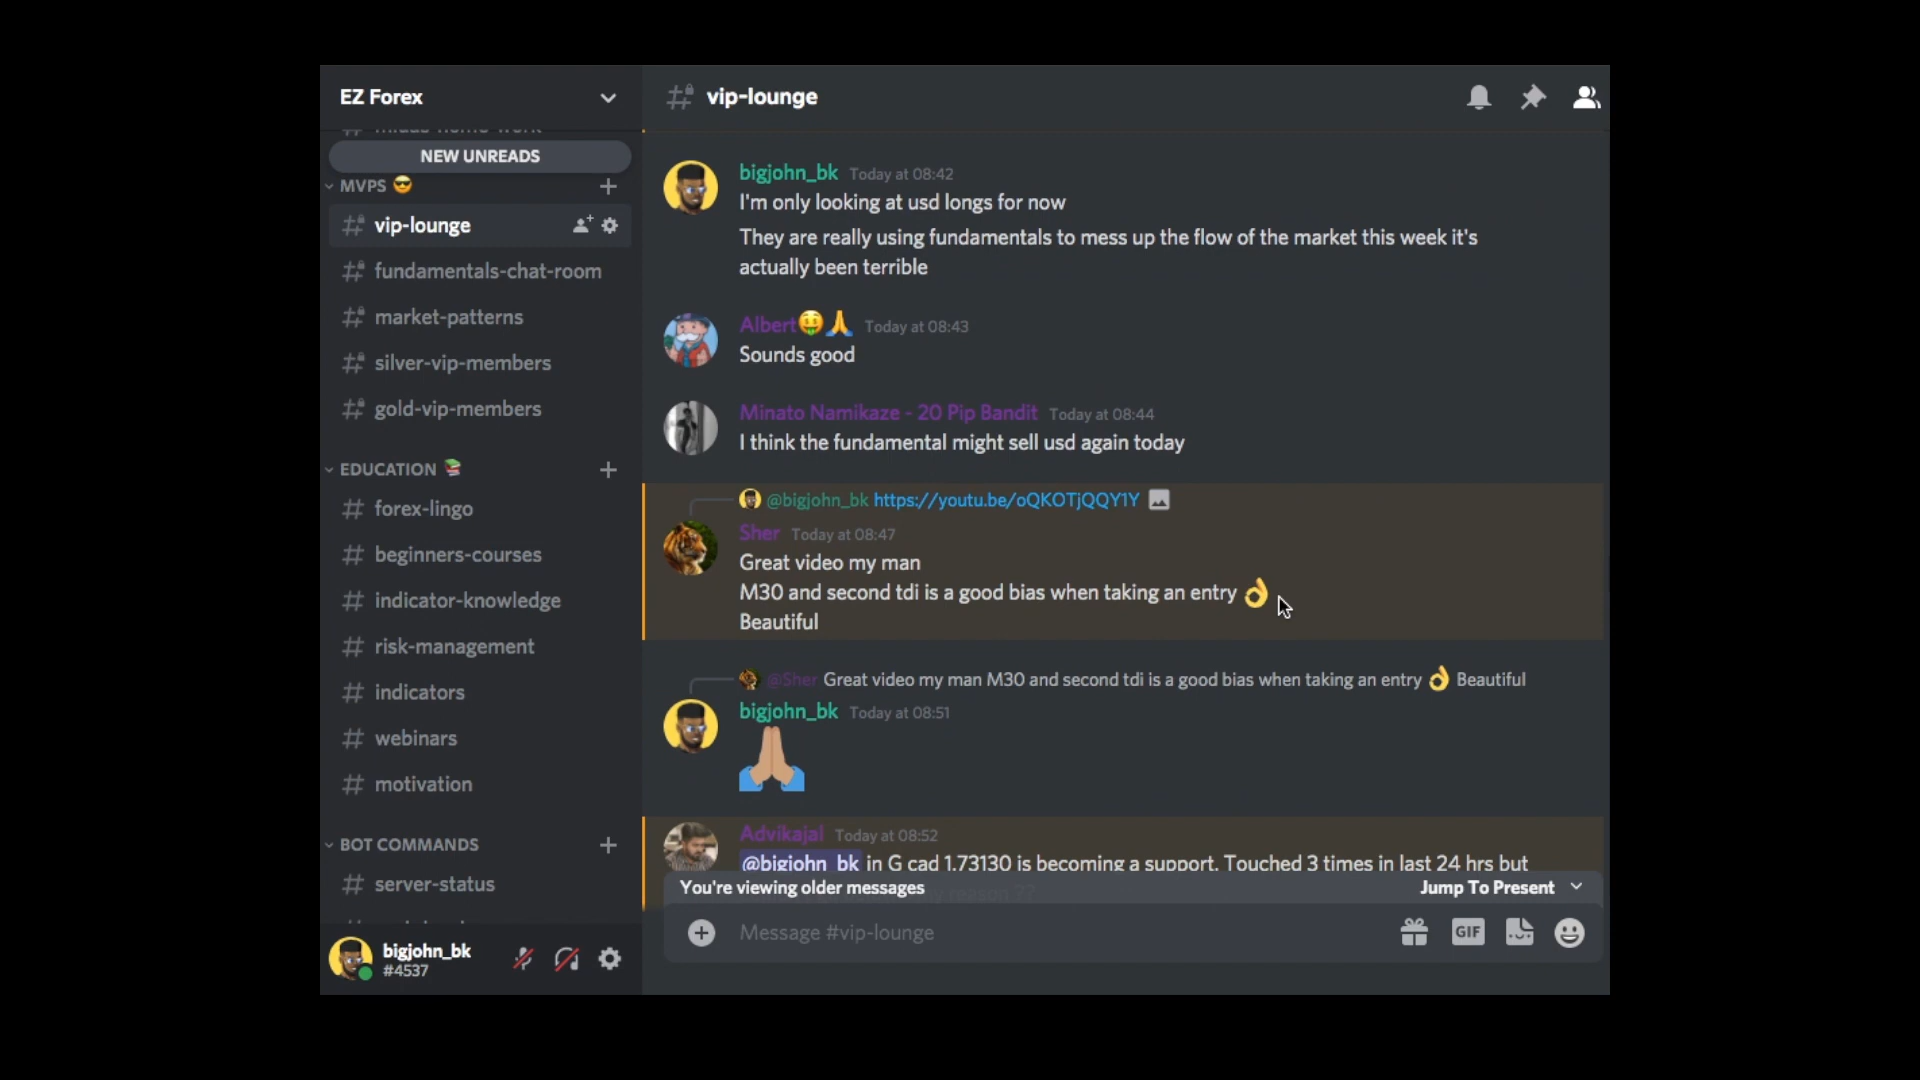 EZ Forex
NEW UNREADS
MVPS 😎
vip-lounge
fundamentals-chat-room
market-patterns
silver-vip-members
gold-vip-members
EDUCATION 📚
forex-lingo
beginners-courses
indicator-knowledge
risk-management
indicators
webinars
motivation
BOT COMMANDS
server-status
bigjohn_bk
#4537
vip-lounge
bigjohn_bk Today at 08:42
I'm only looking at usd longs for now
They are really using fundamentals to mess up the flow of the market this week it's
actually been terrible
Albert🤑🙏 Today at 08:43
Sounds good
Minato Namikaze - 20 Pip Bandit Today at 08:44
I think the fundamental might sell usd again today
@bigjohn_bk https://youtu.be/oQKOTjQQY1Y
Sher Today at 08:47
Great video my man
M30 and second tdi is a good bias when taking an entry 👌
Beautiful
@Sher Great video my man M30 and second tdi is a good bias when taking an entry 👌 Beautiful
bigjohn_bk Today at 08:51
🙏🏽
Advikajal Today at 08:52
@bigjohn_bk in G cad 1.73130 is becoming a support. Touched 3 times in last 24 hrs but
You're viewing older messages
Jump To Present
Message #vip-lounge
GIF